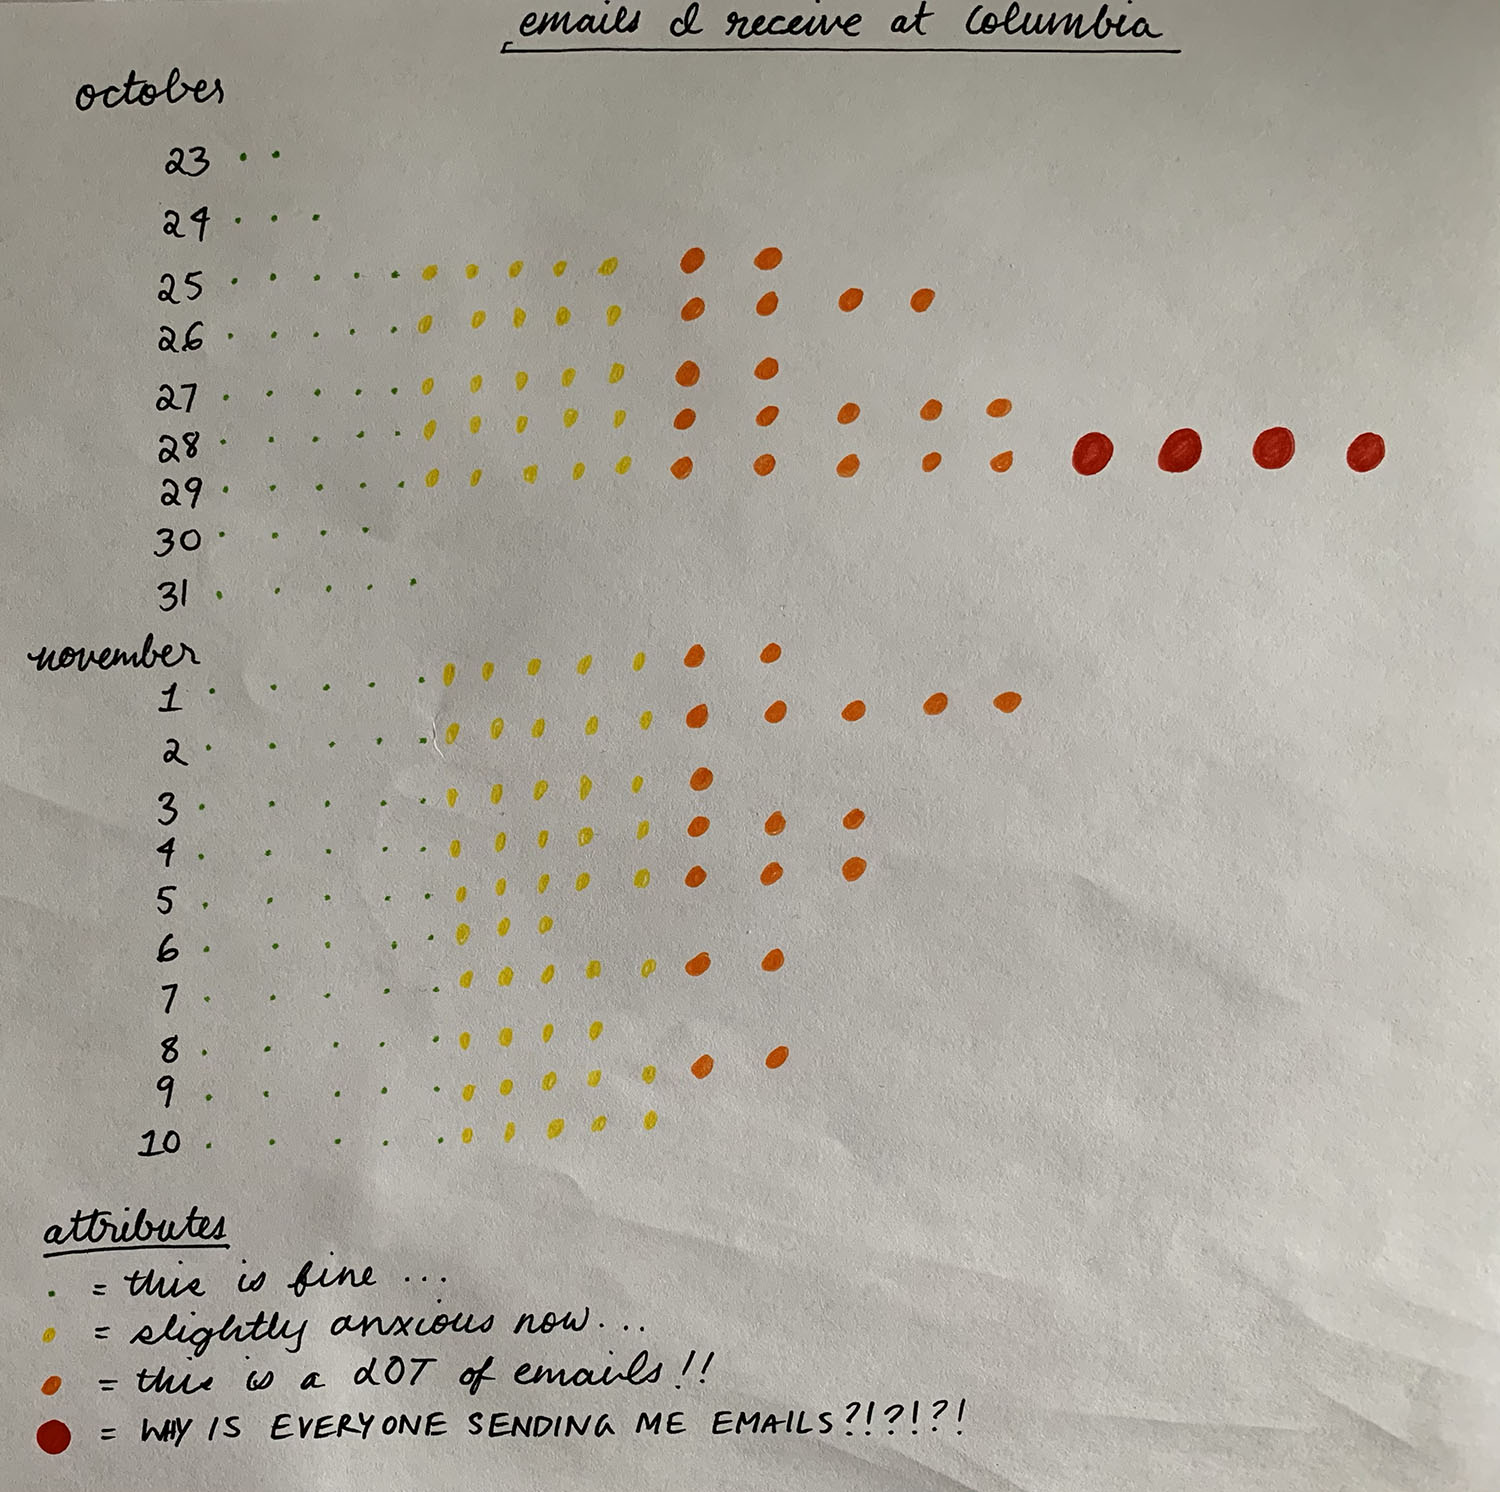 emails I receive at Columbia
october
23
24
25
26
27
28
29
30
31
november
1
2
3
4
5
6
7
8
9
10
attributes
= this is fine ...
= slightly anxious now...
= this is a LOT of emails!!
= WHY IS EVERYONE SENDING ME EMAILS?!?!?!